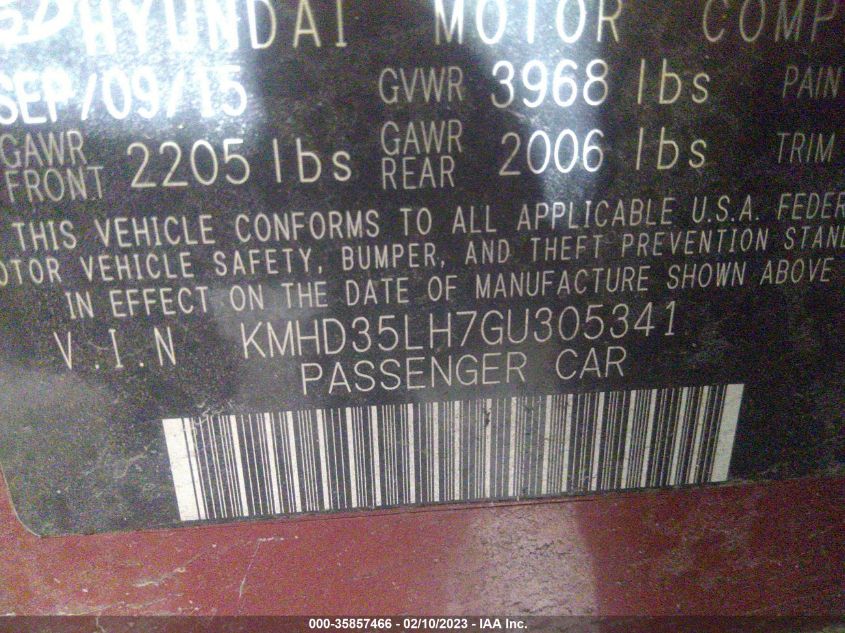 HYUNDAI MOTOR COMP
SEP/09/15 GVWR 3968 lbs PAIN
GAWR FRONT 2205 lbs GAWR REAR 2006 lbs TRIM
THIS VEHICLE CONFORMS TO ALL APPLICABLE U.S.A. FEDER
OTOR VEHICLE SAFETY, BUMPER, AND THEFT PREVENTION STAND
IN EFFECT ON THE DATE OF MANUFACTURE SHOWN ABOVE
V.I.N KMHD35LH7GU305341
PASSENGER CAR
000-35857466 - 02/10/2023 - IAA Inc.